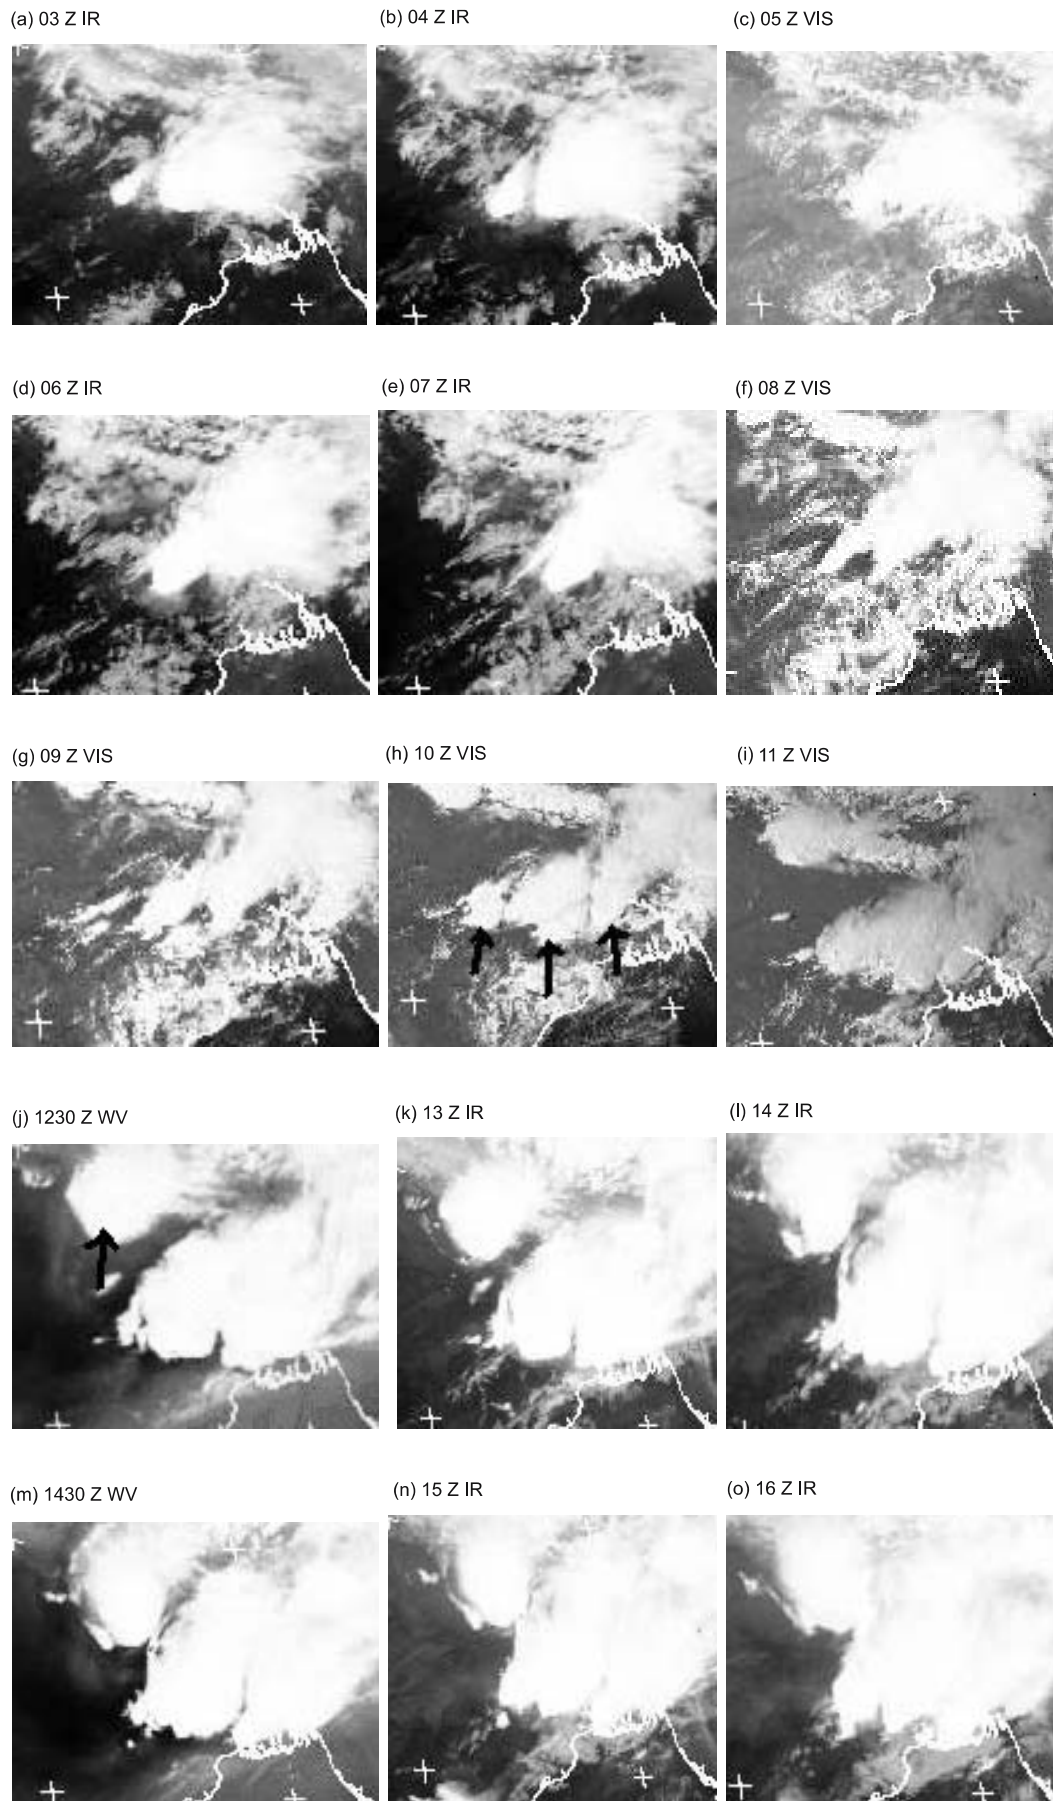 (a) 03 Z IR
(b) 04 Z IR
(c) 05 Z VIS
(d) 06 Z IR
(e) 07 Z IR
(f) 08 Z VIS
(g) 09 Z VIS
(h) 10 Z VIS
(i) 11 Z VIS
(j) 1230 Z WV
(k) 13 Z IR
(l) 14 Z IR
(m) 1430 Z WV
(n) 15 Z IR
(o) 16 Z IR